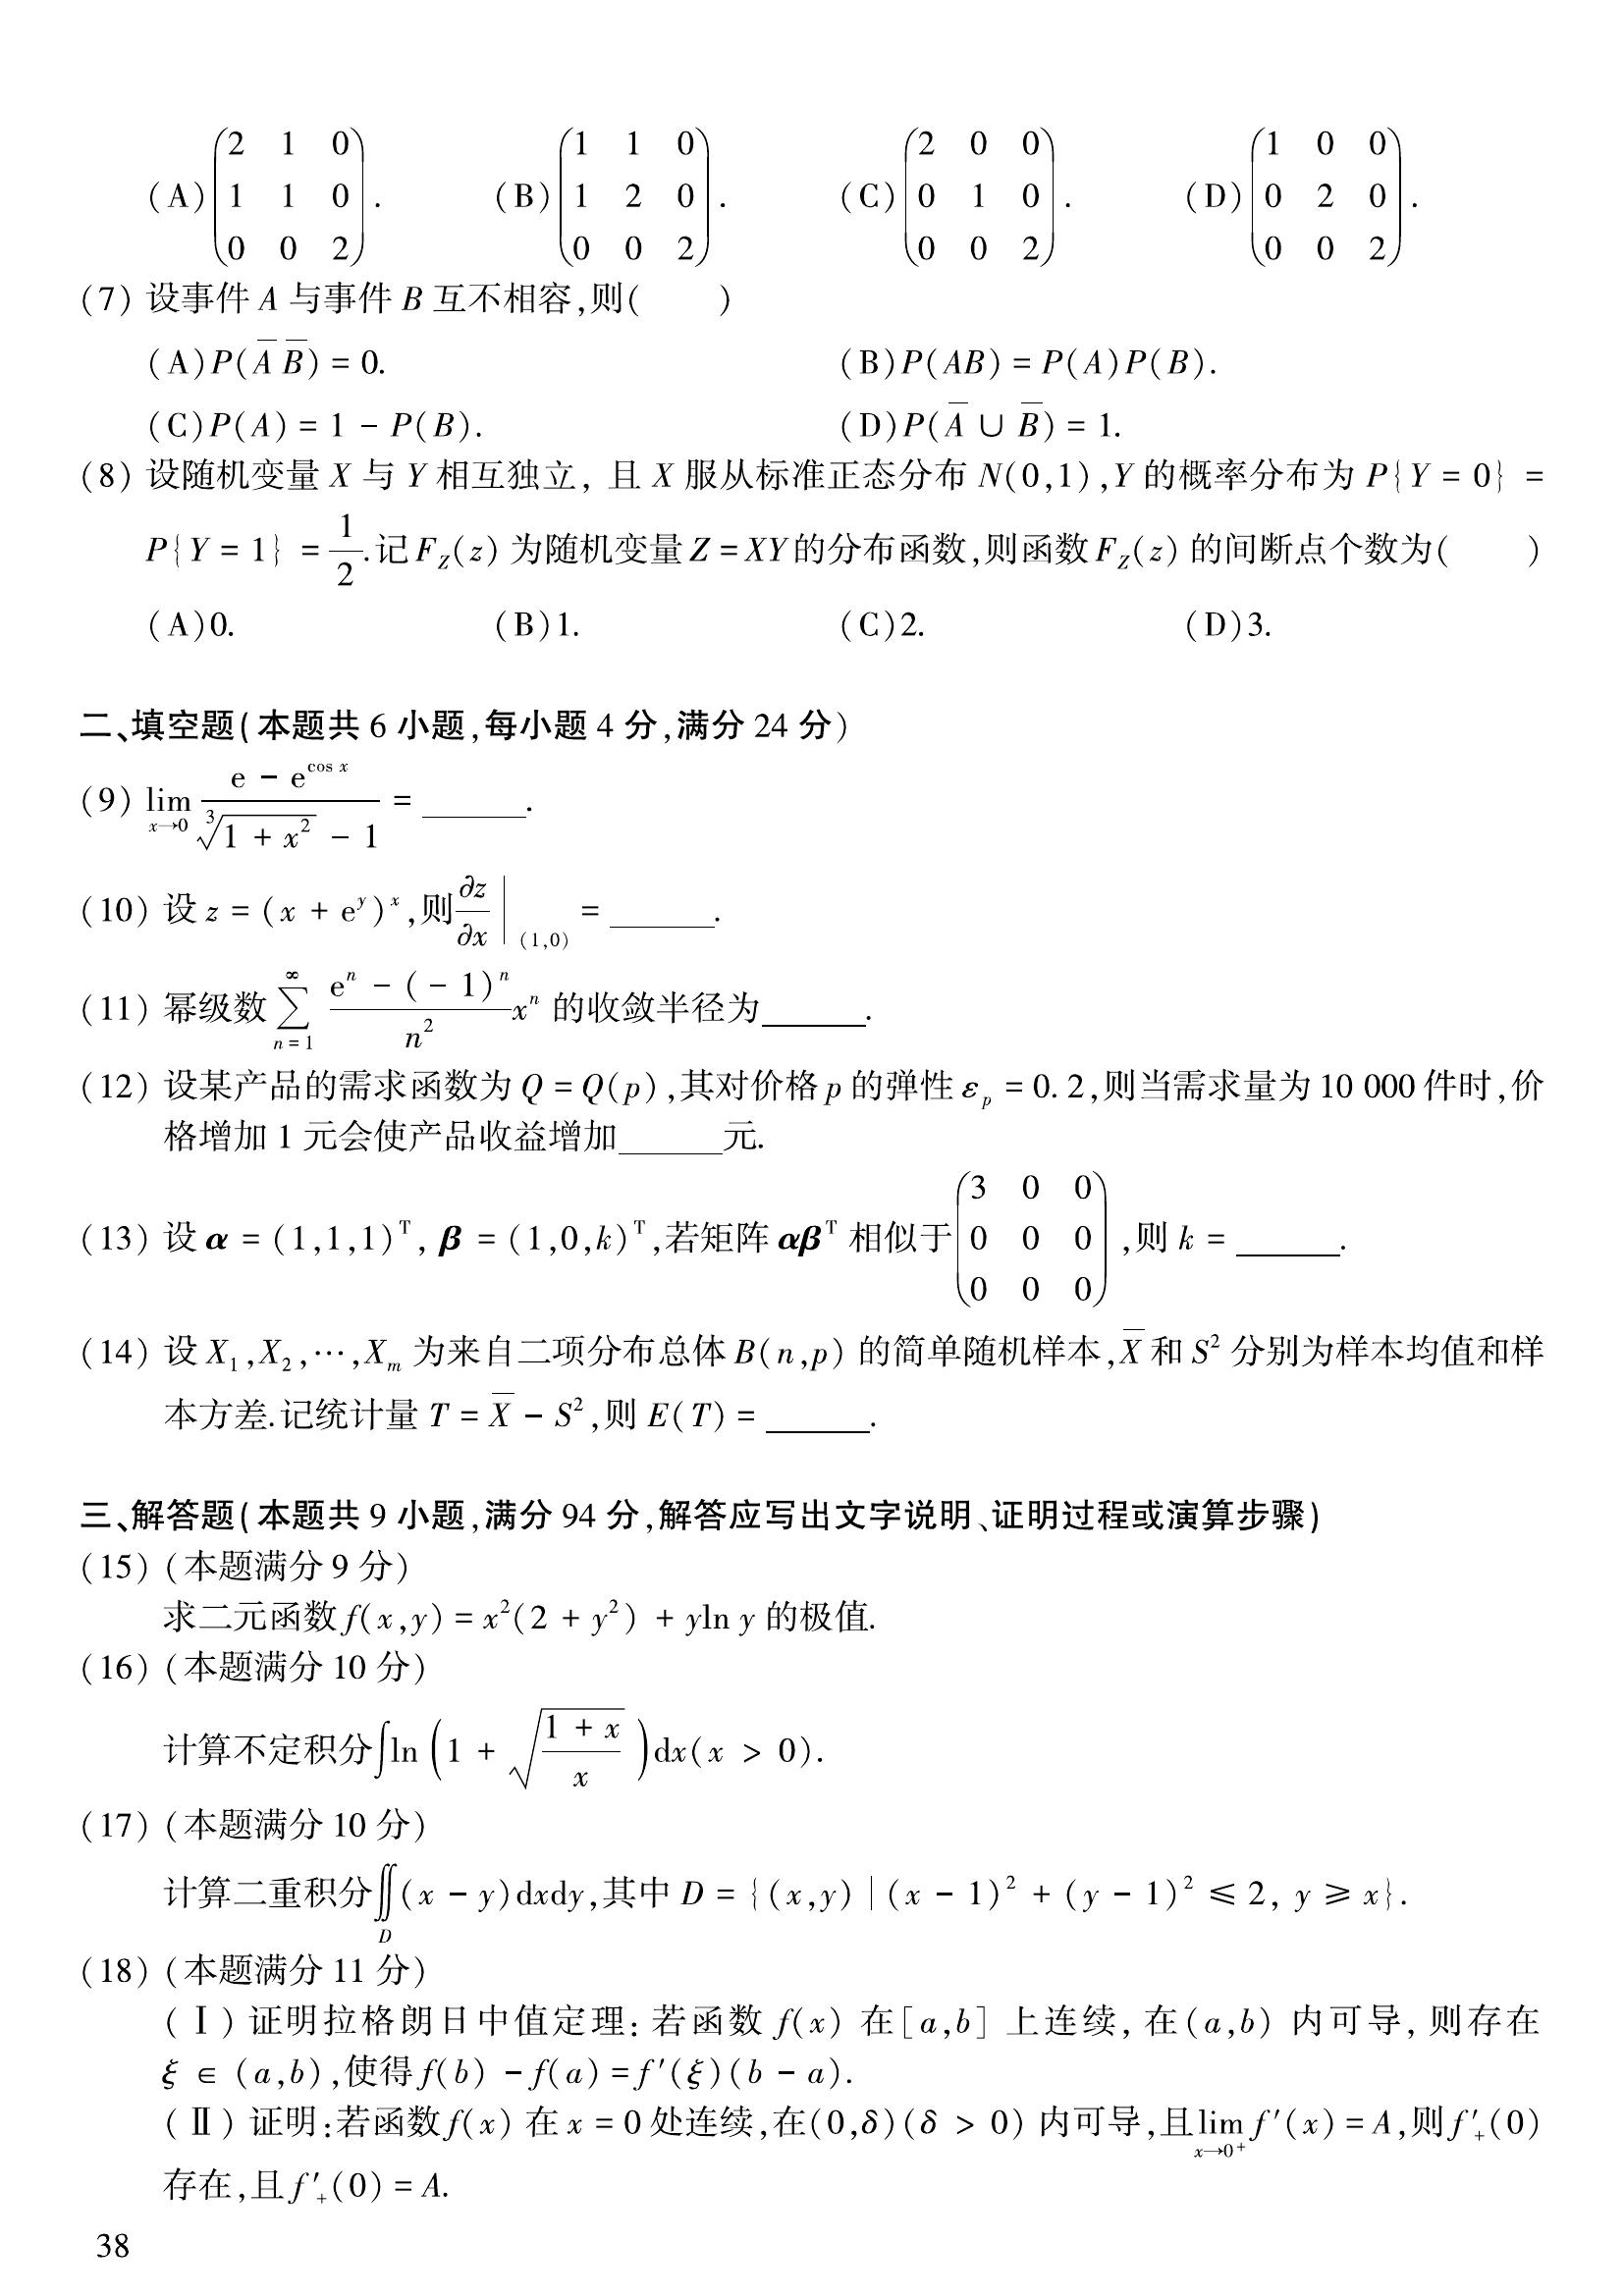 (A)$\begin{pmatrix}2&1&0\\1&1&0\\0&0&2\end{pmatrix}$. (B)$\begin{pmatrix}1&1&0\\1&2&0\\0&0&2\end{pmatrix}$. (C)$\begin{pmatrix}2&0&0\\0&1&0\\0&0&2\end{pmatrix}$. (D)$\begin{pmatrix}1&0&0\\0&2&0\\0&0&2\end{pmatrix}$.
(7) 设事件 A 与事件 B 互不相容,则(  )
(A)$P(\overline{A}\,\overline{B}) = 0$. (B)$P(AB) = P(A)P(B)$.
(C)$P(A) = 1 - P(B)$. (D)$P(\overline{A} \cup \overline{B}) = 1$.
(8) 设随机变量 X 与 Y 相互独立, 且 X 服从标准正态分布 N(0,1),Y 的概率分布为 P{Y = 0} =
P{Y = 1} = $\frac{1}{2}$.记 $F_Z(z)$ 为随机变量 Z = XY 的分布函数,则函数 $F_Z(z)$ 的间断点个数为(  )
(A)0. (B)1. (C)2. (D)3.
二、填空题(本题共 6 小题,每小题 4 分,满分 24 分)
(9) $\lim_{x\to 0}\frac{e - e^{\cos x}}{\sqrt[3]{1 + x^2} - 1}$ = ______.
(10) 设 $z = (x + e^y)^x$,则$\left.\frac{\partial z}{\partial x}\right|_{(1,0)}$ = ______.
(11) 幂级数 $\sum_{n=1}^{\infty}\frac{e^n - (-1)^n}{n^2}x^n$ 的收敛半径为______.
(12) 设某产品的需求函数为 Q = Q(p),其对价格 p 的弹性 $\varepsilon_p$ = 0.2,则当需求量为 10 000 件时,价
格增加 1 元会使产品收益增加______元.
(13) 设 $\boldsymbol{\alpha} = (1,1,1)^T$, $\boldsymbol{\beta} = (1,0,k)^T$,若矩阵 $\boldsymbol{\alpha\beta}^T$ 相似于$\begin{pmatrix}3&0&0\\0&0&0\\0&0&0\end{pmatrix}$,则 k = ______.
(14) 设 $X_1,X_2,\cdots,X_m$ 为来自二项分布总体 B(n,p) 的简单随机样本,$\overline{X}$ 和 $S^2$ 分别为样本均值和样
本方差.记统计量 $T = \overline{X} - S^2$,则 E(T) = ______.
三、解答题(本题共 9 小题,满分 94 分,解答应写出文字说明、证明过程或演算步骤)
(15) (本题满分 9 分)
求二元函数 $f(x,y) = x^2(2 + y^2) + y\ln y$ 的极值.
(16) (本题满分 10 分)
计算不定积分$\int \ln\left(1 + \sqrt{\frac{1 + x}{x}}\right)dx(x > 0)$.
(17) (本题满分 10 分)
计算二重积分$\iint_D (x - y)dxdy$,其中 $D = \{(x,y) | (x - 1)^2 + (y - 1)^2 \leqslant 2, y \geqslant x\}$.
(18) (本题满分 11 分)
(Ⅰ) 证明拉格朗日中值定理: 若函数 f(x) 在[a,b] 上连续, 在(a,b) 内可导, 则存在
ξ ∈ (a,b),使得 f(b) − f(a) = f′(ξ)(b − a).
(Ⅱ) 证明:若函数 f(x) 在 x = 0 处连续,在(0,δ)(δ > 0) 内可导,且$\lim_{x\to 0^+} f'(x) = A$,则 $f'_+(0)$
存在,且 $f'_+(0) = A$.
38